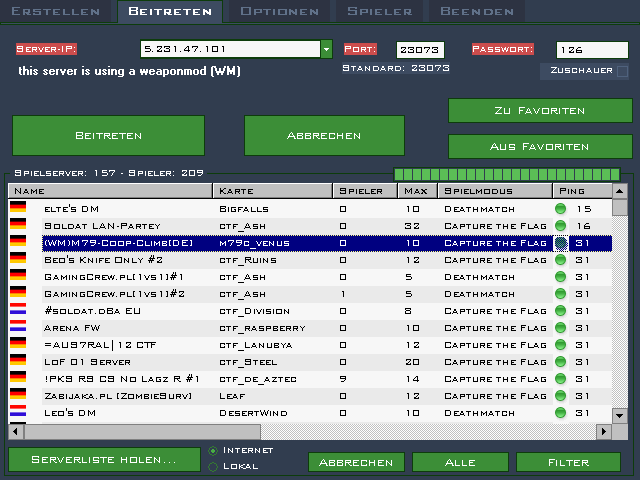 Erstellen Beitreten Optionen Spieler Beenden
Server-IP: 5.231.47.101 Port: 23073 Passwort: 126
this server is using a weaponmod (WM) Standard: 23073 Zuschauer
Zu Favoriten
Beitreten Abbrechen
Aus Favoriten
Spielserver: 157 - Spieler: 209
Name Karte Spieler Max Spielmodus Ping
elte's DM Bigfalls 0 10 Deathmatch 15
Soldat LAN-Partey ctf_Ash 0 32 Capture the Flag 16
(WM)M79-Coop-Climb[DE] m79c_venus 0 10 Capture the Flag 31
Beo's Knife Only #2 ctf_Ruins 0 12 Capture the Flag 31
GamingCrew.pl[1vs1]#1 ctf_Ash 0 5 Deathmatch 31
GamingCrew.pl[1vs1]#2 ctf_Ash 1 5 Deathmatch 31
#soldat.dBa EU ctf_Division 0 8 Capture the Flag 31
Arena FW ctf_raspberry 0 10 Capture the Flag 31
=AUS7RAL| 12 CTF ctf_Lanubya 0 12 Capture the Flag 31
LOF 01 Server ctf_Steel 0 20 Capture the Flag 31
!PKS RS CS No Lagz R #1 ctf_de_aztec 9 14 Capture the Flag 31
Zabijaka.pl [ZombieSurv] Leaf 0 12 Capture the Flag 31
Leo's DM DesertWind 0 10 Deathmatch 31
Serverliste holen... Internet
Lokal Abbrechen Alle Filter